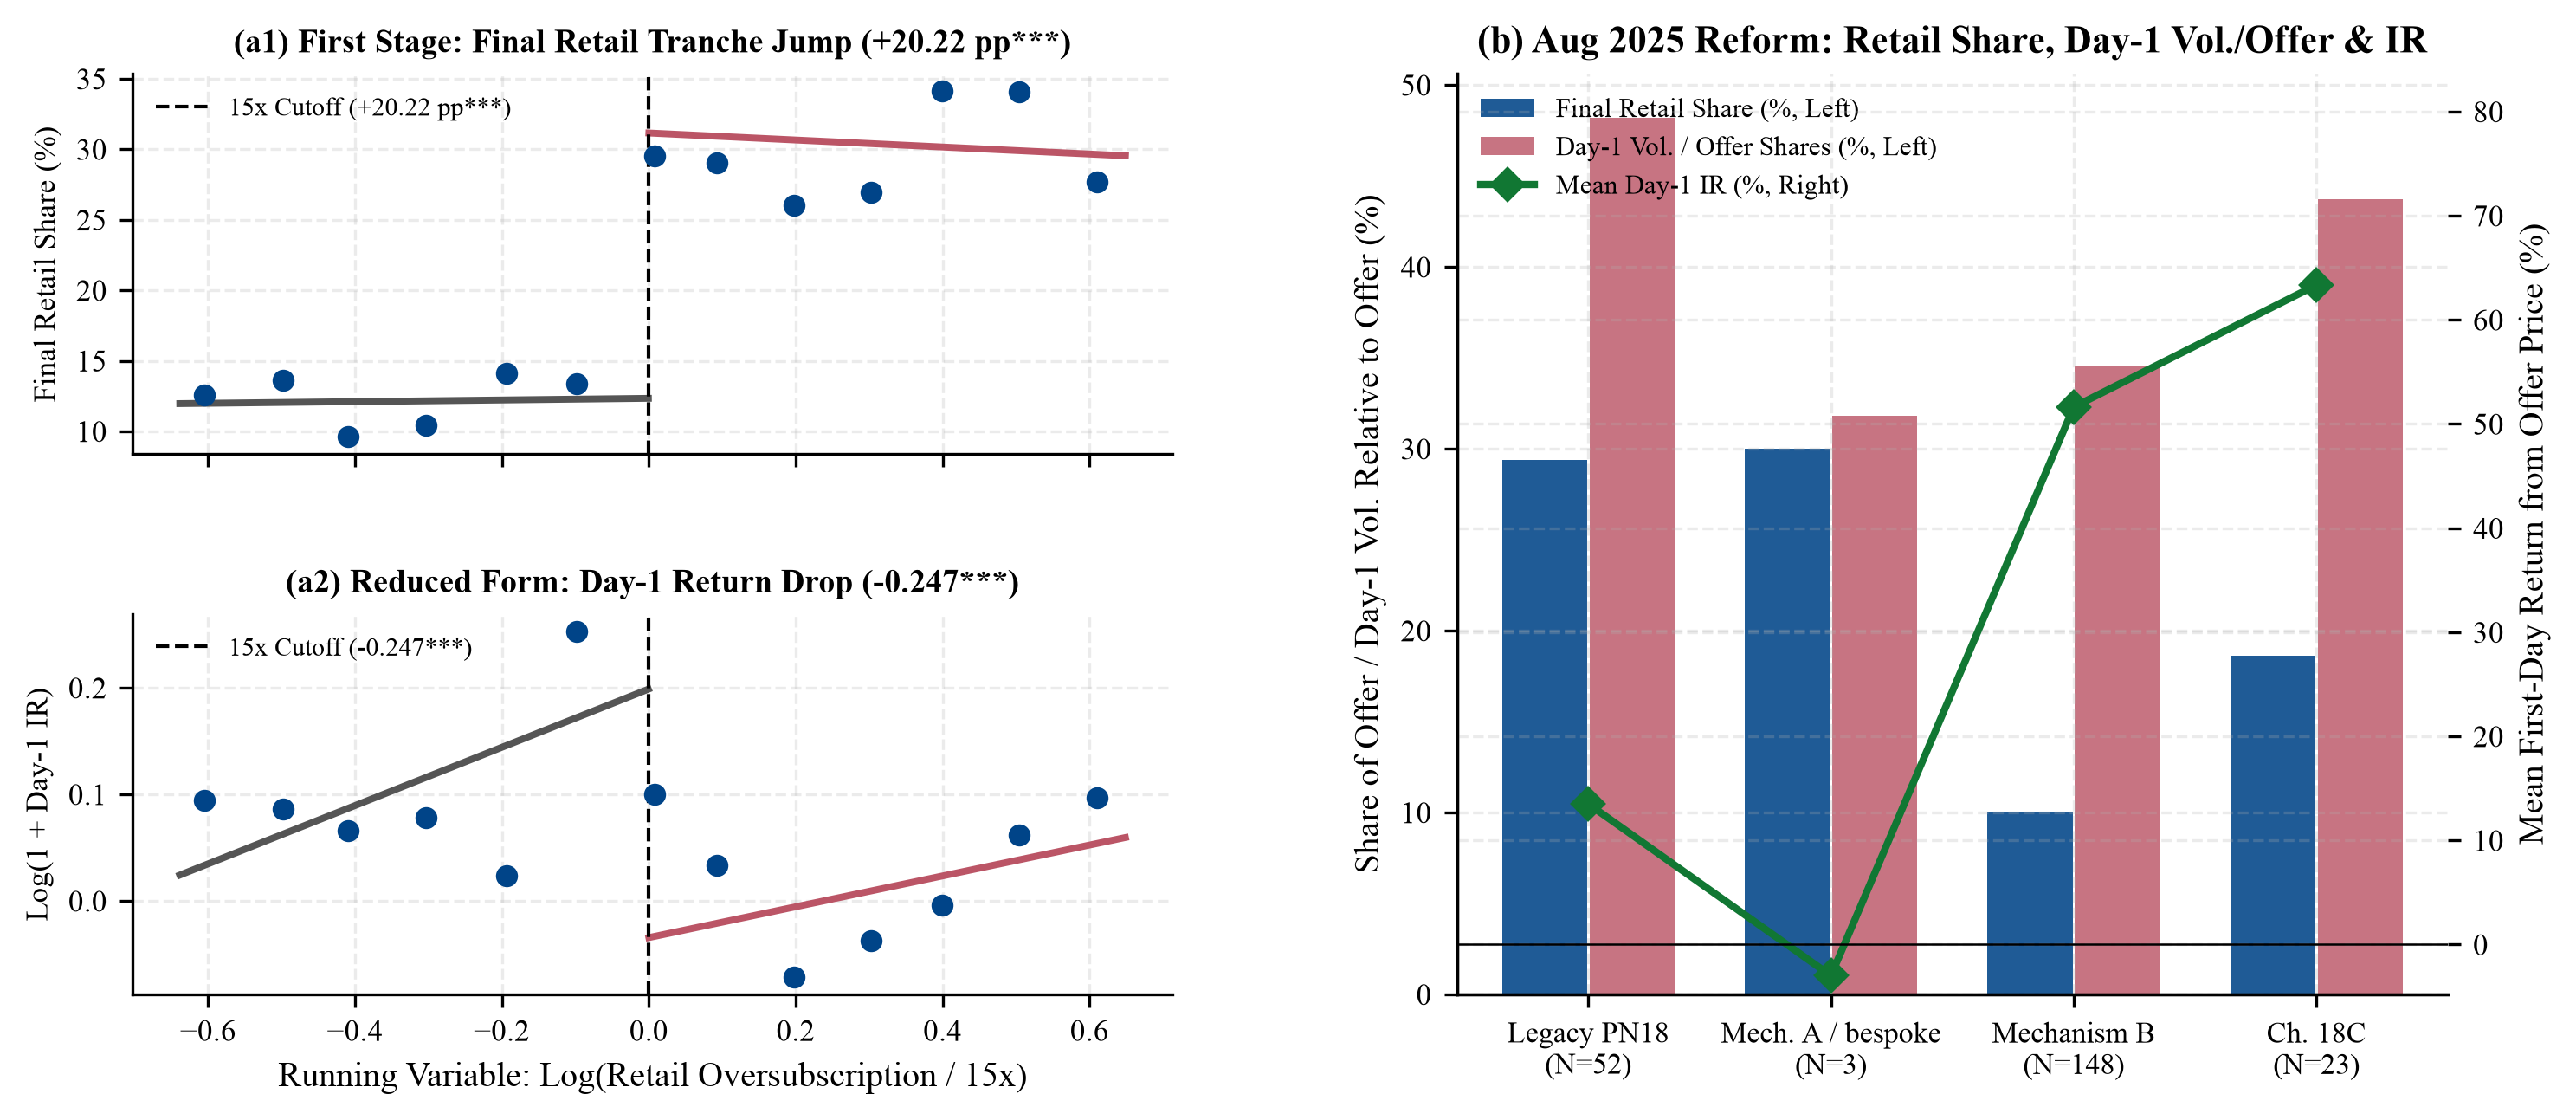 (a1) First Stage: Final Retail Tranche Jump (+20.22 pp***)
35
30
25
20
15
10
Final Retail Share (%)
15x Cutoff (+20.22 pp***)
(a2) Reduced Form: Day-1 Return Drop (-0.247***)
0.2
0.1
0.0
Log(1 + Day-1 IR)
15x Cutoff (-0.247***)
−0.6 −0.4 −0.2 0.0 0.2 0.4 0.6
Running Variable: Log(Retail Oversubscription / 15x)
(b) Aug 2025 Reform: Retail Share, Day-1 Vol./Offer & IR
50
40
30
20
10
0
Share of Offer / Day-1 Vol. Relative to Offer (%)
Final Retail Share (%, Left)
Day-1 Vol. / Offer Shares (%, Left)
Mean Day-1 IR (%, Right)
80
70
60
50
40
30
20
10
0
Mean First-Day Return from Offer Price (%)
Legacy PN18 Mech. A / bespoke Mechanism B Ch. 18C
(N=52) (N=3) (N=148) (N=23)